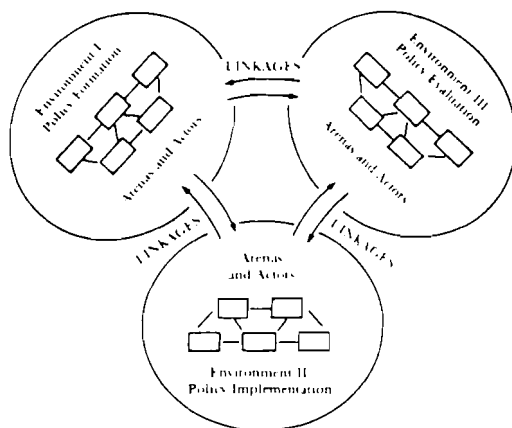 Environment I
Policy Formation
Arenas and Actors
LINKAGES
Environment III
Policy Evaluation
Arenas and Actors
LINKAGES
LINKAGES
Arenas
and Actors
Environment II
Policy Implementation